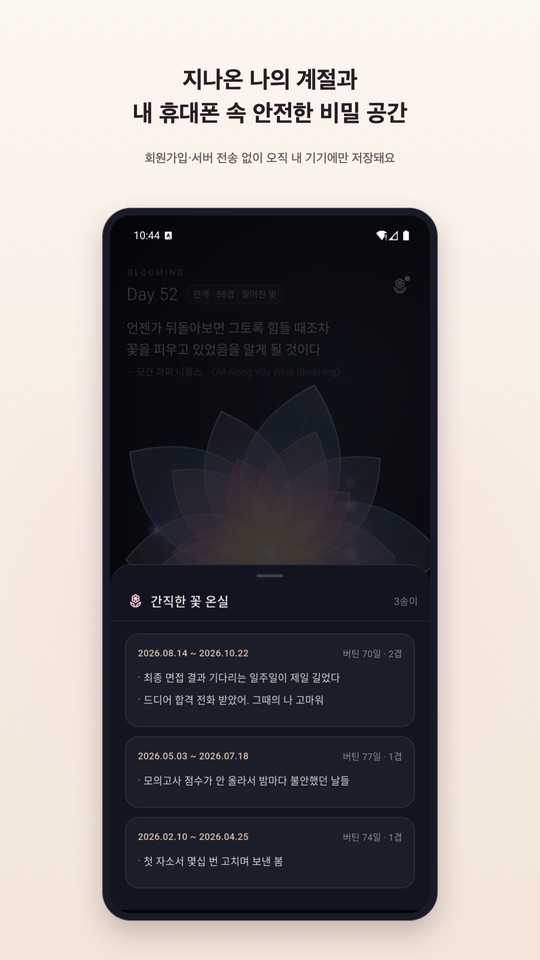 지나온 나의 계절과
내 휴대폰 속 안전한 비밀 공간
회원가입·서버 전송 없이 오직 내 기기에만 저장돼요
10:44 A
BLOOMING
Day 52 만개 · 58겹 · 짙어진 빛
언젠가 뒤돌아보면 그토록 힘들 때조차
꽃을 피우고 있었음을 알게 될 것이다
— 모건 하퍼 니콜스 《All Along You Were Blooming》
간직한 꽃 온실 3송이
2026.08.14 ~ 2026.10.22 버틴 70일 · 2겹
· 최종 면접 결과 기다리는 일주일이 제일 길었다
· 드디어 합격 전화 받았어. 그때의 나 고마워
2026.05.03 ~ 2026.07.18 버틴 77일 · 1겹
· 모의고사 점수가 안 올라서 밤마다 불안했던 날들
2026.02.10 ~ 2026.04.25 버틴 74일 · 1겹
· 첫 자소서 몇십 번 고치며 보낸 봄